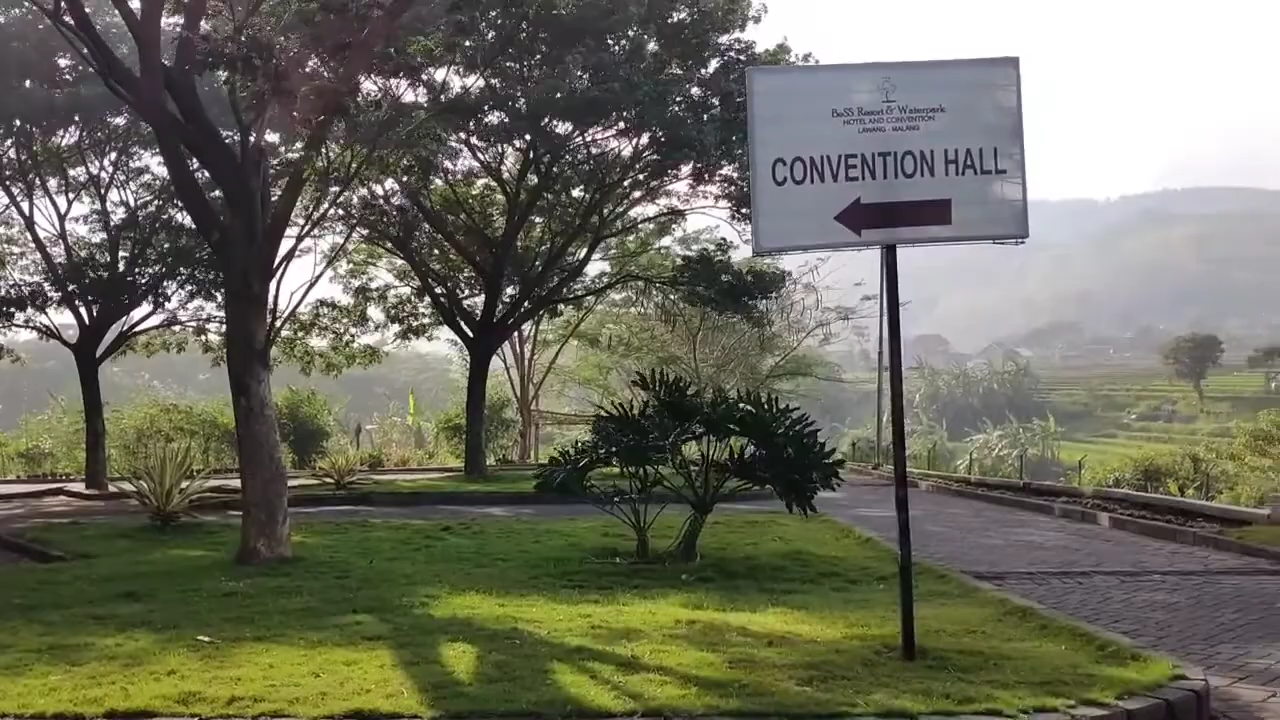 BeSS Resort & Waterpark
HOTEL AND CONVENTION
LAWANG - MALANG
CONVENTION HALL